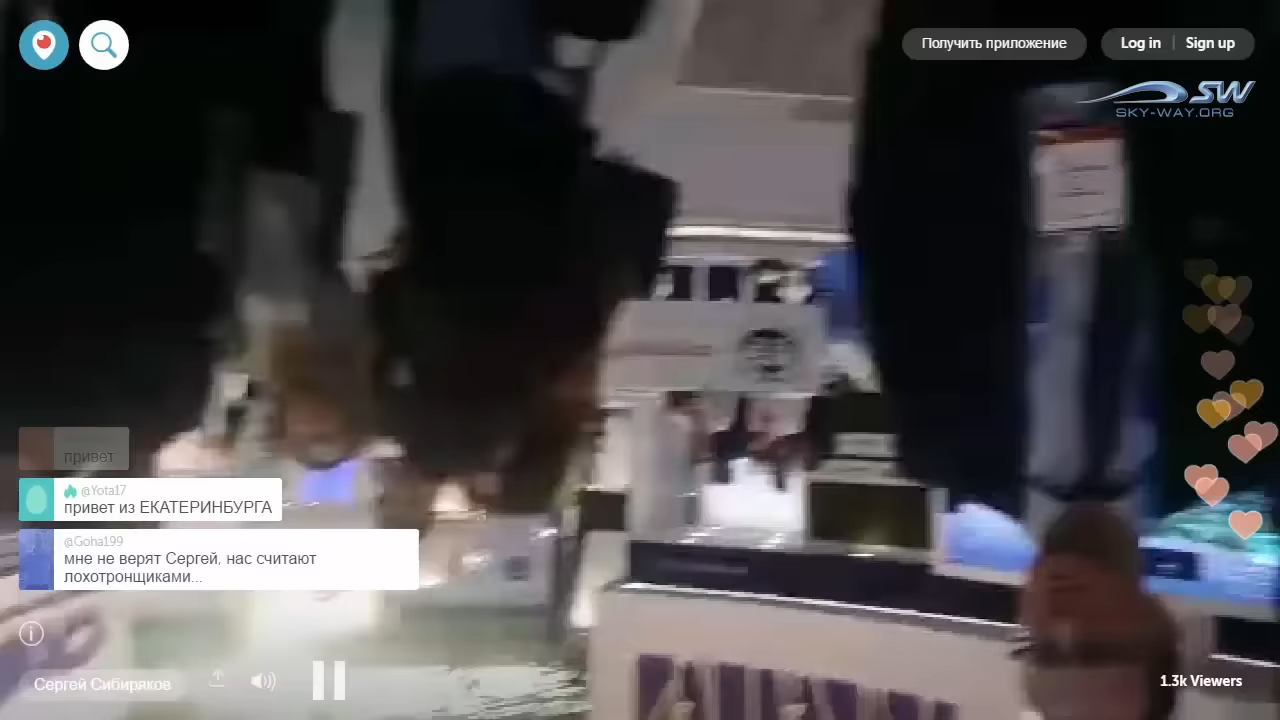 Получить приложение
Log in
Sign up
SW
SKY-WAY.ORG
привет
@Yota17
привет из ЕКАТЕРИНБУРГА
@Goha199
мне не верят Сергей, нас считают
лохотронщиками...
Сергей Сибиряков
1.3k Viewers